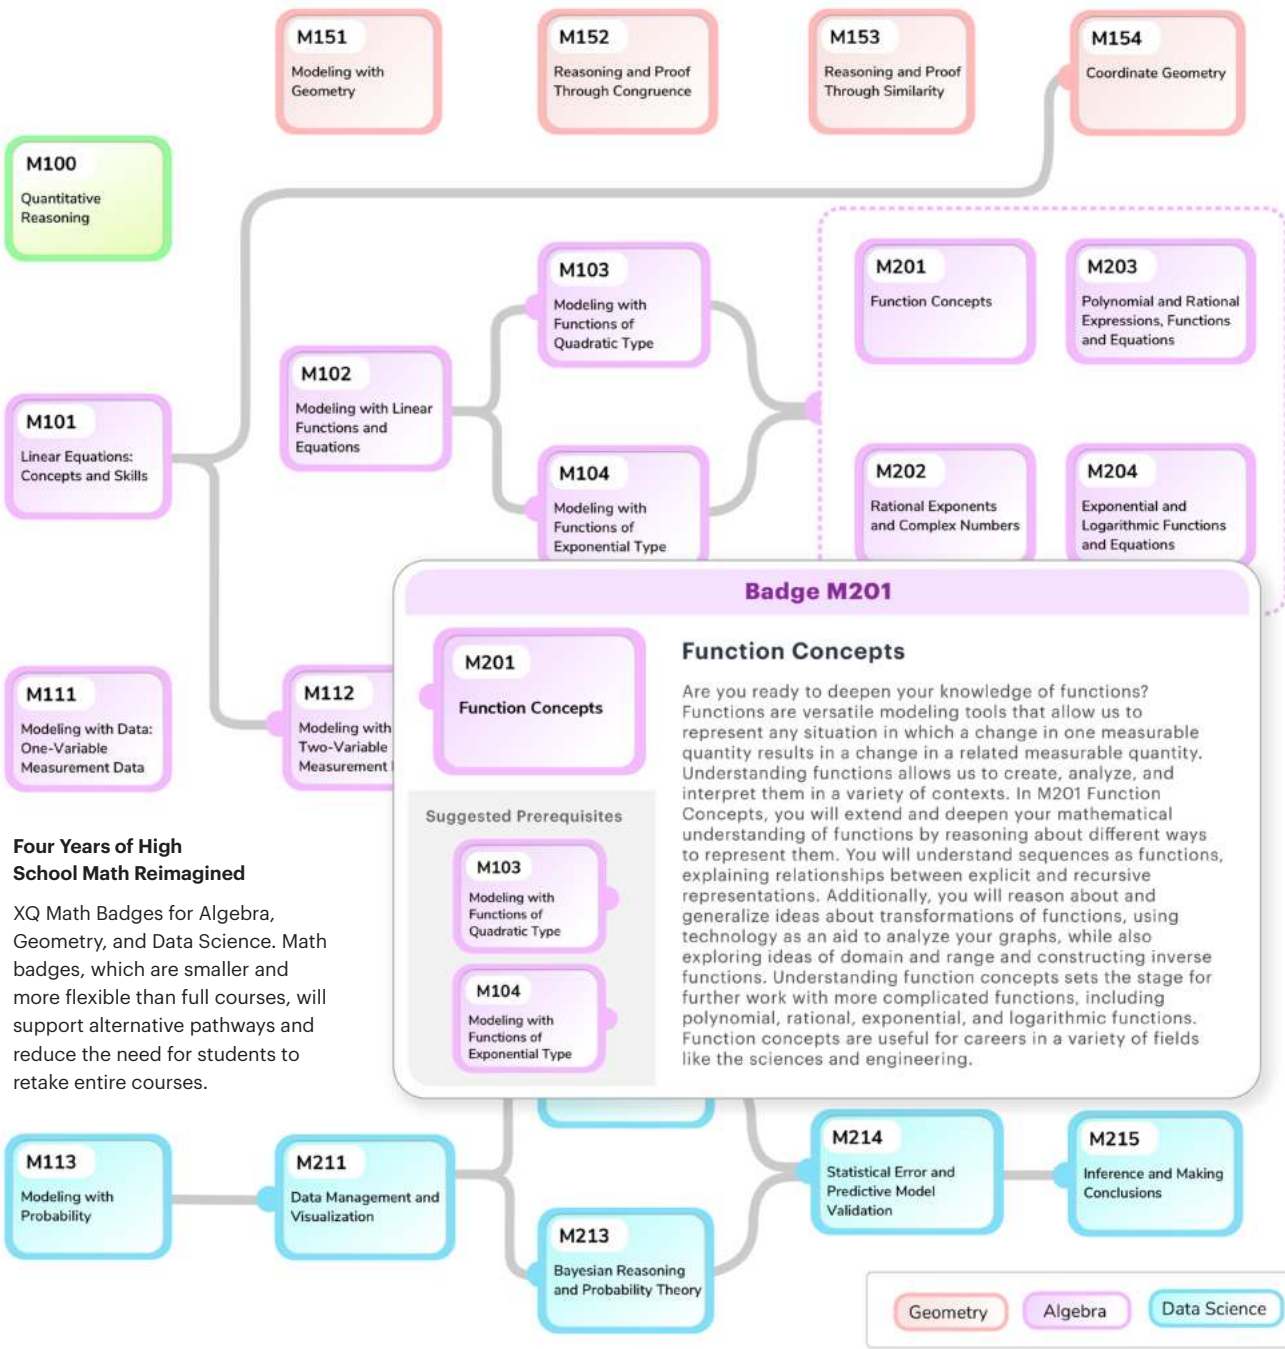 M151
Modeling with
Geometry
M152
Reasoning and Proof
Through Congruence
M153
Reasoning and Proof
Through Similarity
M154
Coordinate Geometry
M100
Quantitative
Reasoning
M103
Modeling with
Functions of
Quadratic Type
M201
Function Concepts
M203
Polynomial and Rational
Expressions, Functions
and Equations
M102
Modeling with Linear
Functions and
Equations
M101
Linear Equations:
Concepts and Skills
M104
Modeling with
Functions of
Exponential Type
M202
Rational Exponents
and Complex Numbers
M204
Exponential and
Logarithmic Functions
and Equations
M111
Modeling with Data:
One-Variable
Measurement Data
M112
Modeling with
Two-Variable
Measurement
Badge M201
M201
Function Concepts
Suggested Prerequisites
M103
Modeling with
Functions of
Quadratic Type
M104
Modeling with
Functions of
Exponential Type
Function Concepts
Are you ready to deepen your knowledge of functions?
Functions are versatile modeling tools that allow us to
represent any situation in which a change in one measurable
quantity results in a change in a related measurable quantity.
Understanding functions allows us to create, analyze, and
interpret them in a variety of contexts. In M201 Function
Concepts, you will extend and deepen your mathematical
understanding of functions by reasoning about different ways
to represent them. You will understand sequences as functions,
explaining relationships between explicit and recursive
representations. Additionally, you will reason about and
generalize ideas about transformations of functions, using
technology as an aid to analyze your graphs, while also
exploring ideas of domain and range and constructing inverse
functions. Understanding function concepts sets the stage for
further work with more complicated functions, including
polynomial, rational, exponential, and logarithmic functions.
Function concepts are useful for careers in a variety of fields
like the sciences and engineering.
Four Years of High
School Math Reimagined
XQ Math Badges for Algebra,
Geometry, and Data Science. Math
badges, which are smaller and
more flexible than full courses, will
support alternative pathways and
reduce the need for students to
retake entire courses.
M113
Modeling with
Probability
M211
Data Management and
Visualization
M213
Bayesian Reasoning
and Probability Theory
M214
Statistical Error and
Predictive Model
Validation
M215
Inference and Making
Conclusions
Geometry
Algebra
Data Science